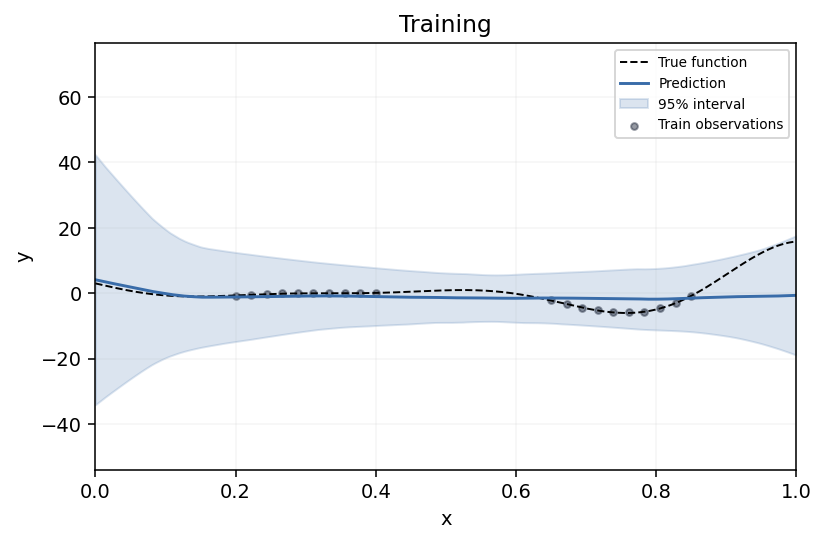 Training
True function
Prediction
95% interval
Train observations
60
40
20
0
−20
−40
y
0.0 0.2 0.4 0.6 0.8 1.0
x